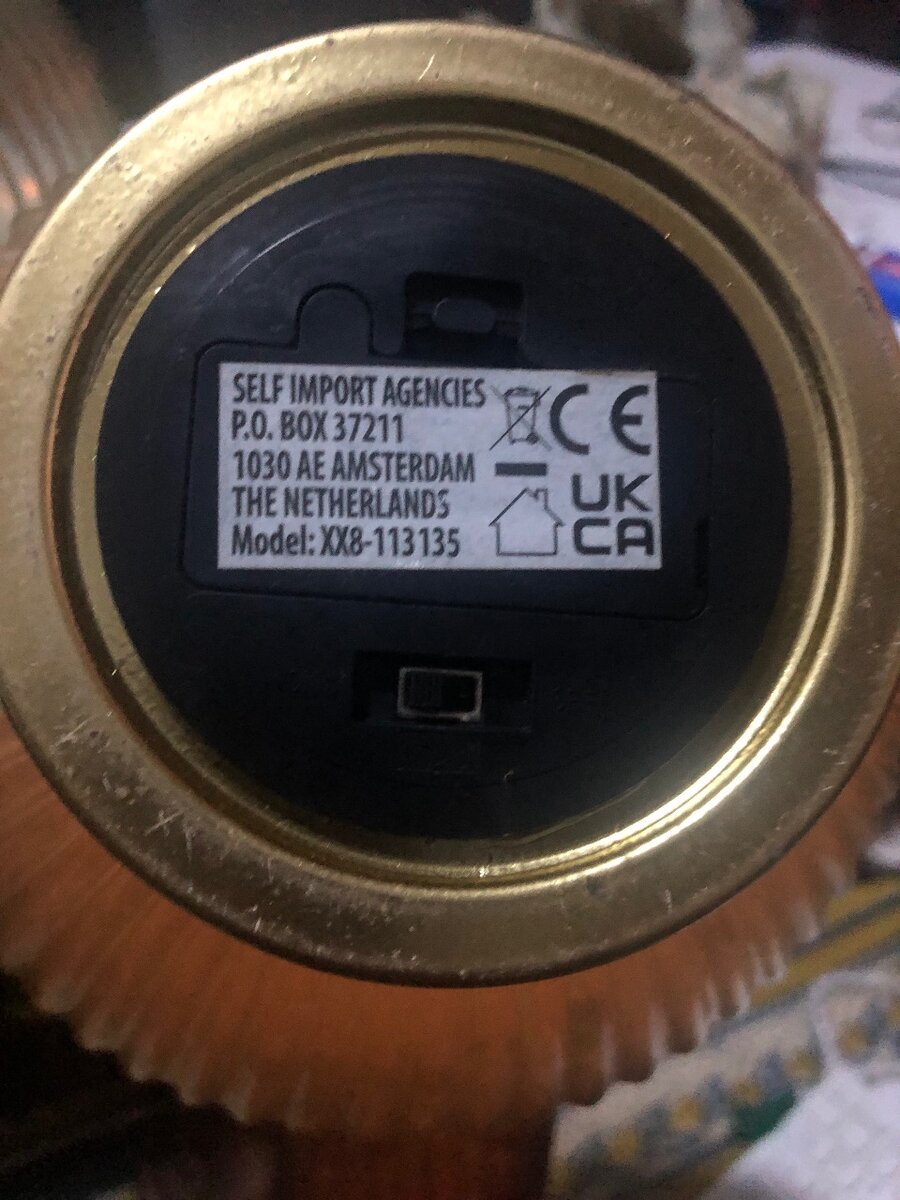 SELF IMPORT AGENCIES
P.O. BOX 37211
1030 AE AMSTERDAM
THE NETHERLANDS
Model: XX8-113135
CE
UK
CA